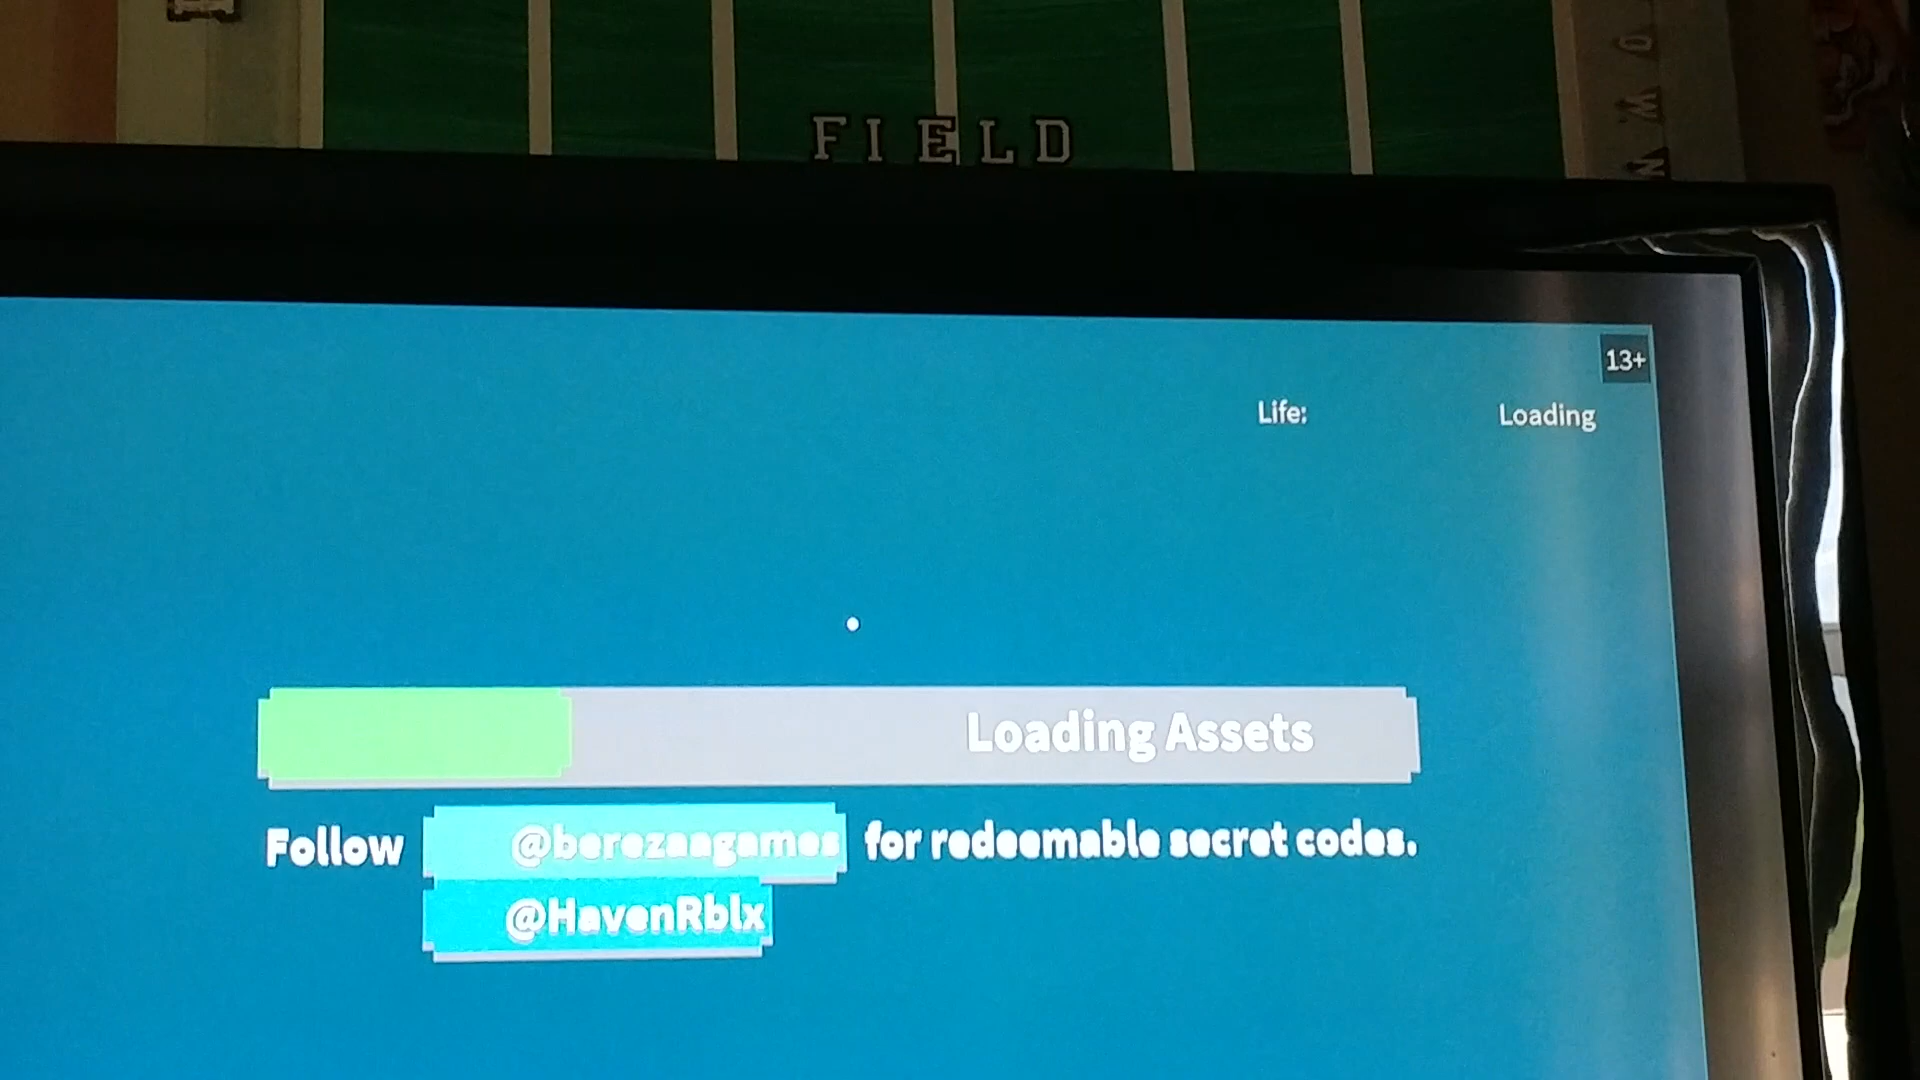 FIELD
13+
Life: Loading
Loading Assets
Follow @berezaagames for redeemable secret codes.
@HavenRblx